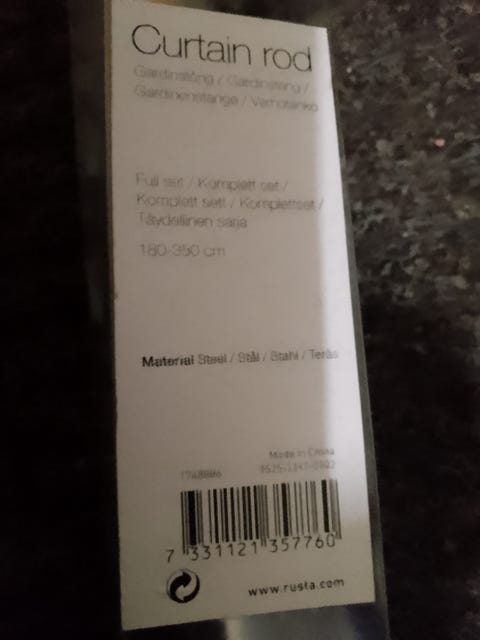 Curtain rod
Gardinstång / Gardinstang /
Gardinenstange / Verhotanko
Full set / Komplett set /
Komplett sett / Komplettset /
Täydellinen sarja
180-350 cm
Material Steel / Stål / Stahl / Teräs
Made in China
7 331121 357760
www.rusta.com